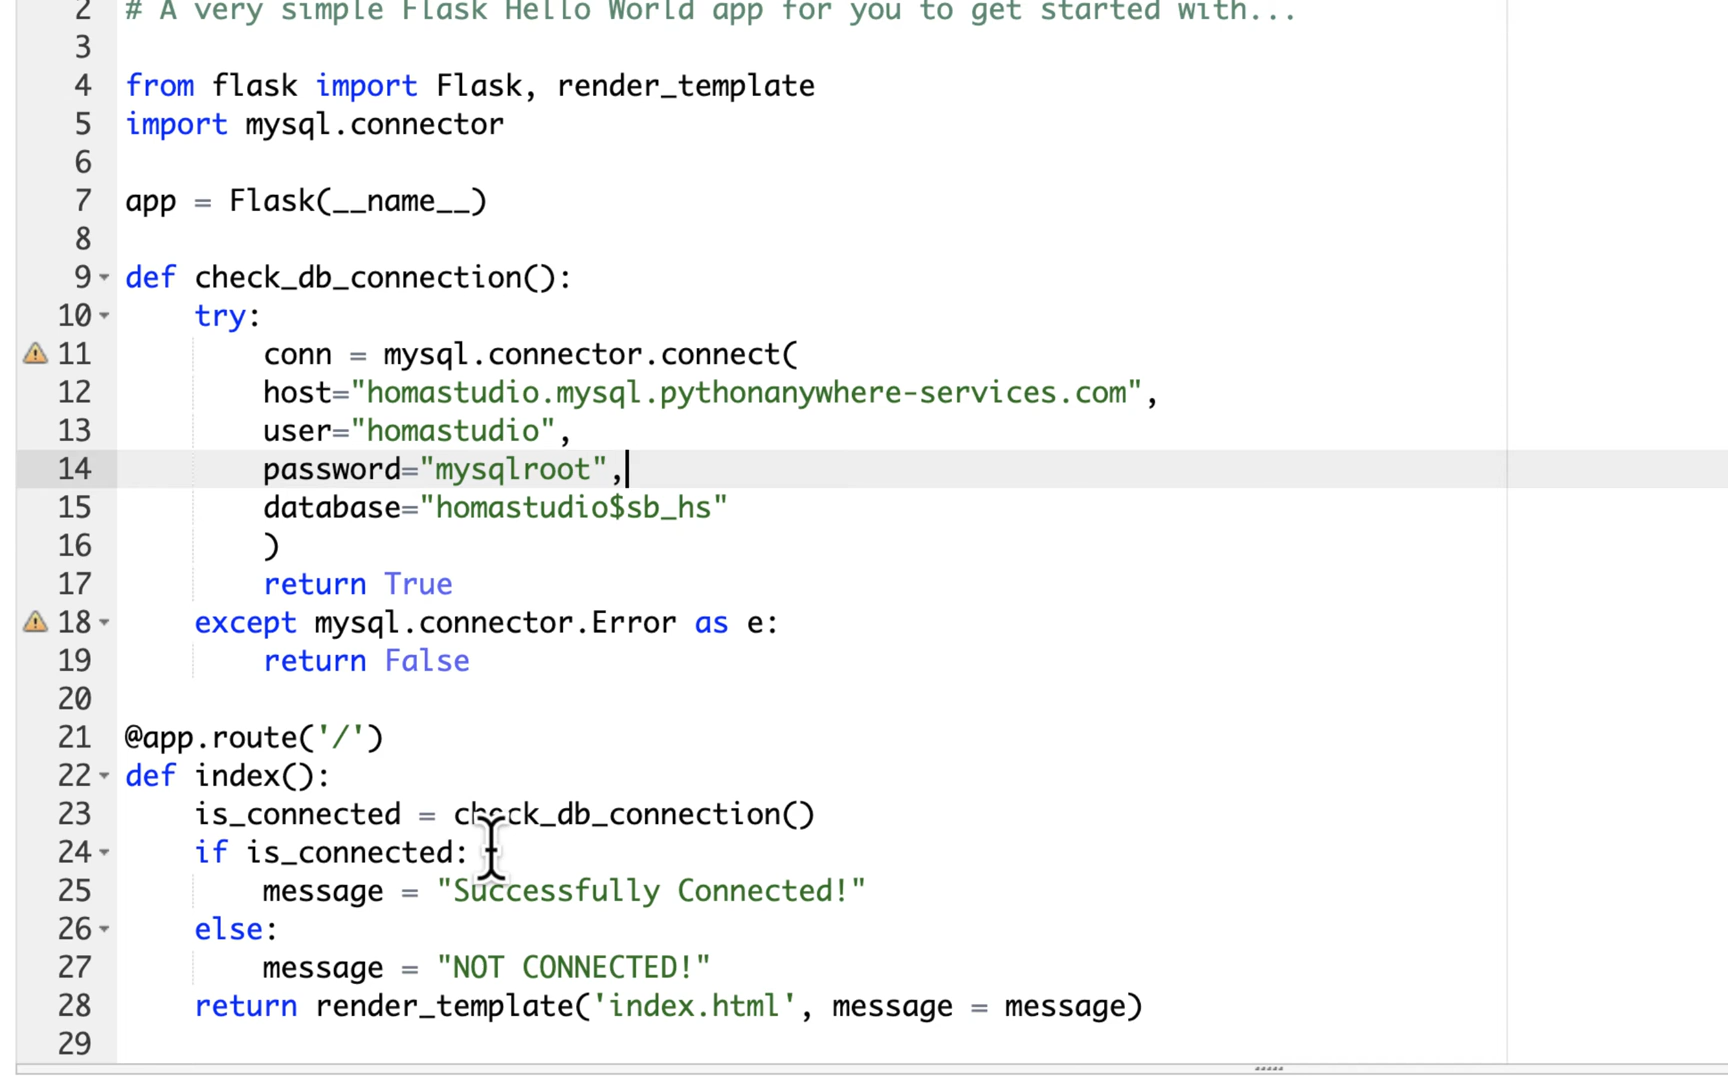 2 # A very simple Flask Hello World app for you to get started with...
3
4 from flask import Flask, render_template
5 import mysql.connector
6
7 app = Flask(__name__)
8
9 def check_db_connection():
10     try:
11         conn = mysql.connector.connect(
12         host="homastudio.mysql.pythonanywhere-services.com",
13         user="homastudio",
14         password="mysqlroot",
15         database="homastudio$sb_hs"
16         )
17         return True
18     except mysql.connector.Error as e:
19         return False
20
21 @app.route('/')
22 def index():
23     is_connected = check_db_connection()
24     if is_connected:
25         message = "Successfully Connected!"
26     else:
27         message = "NOT CONNECTED!"
28     return render_template('index.html', message = message)
29